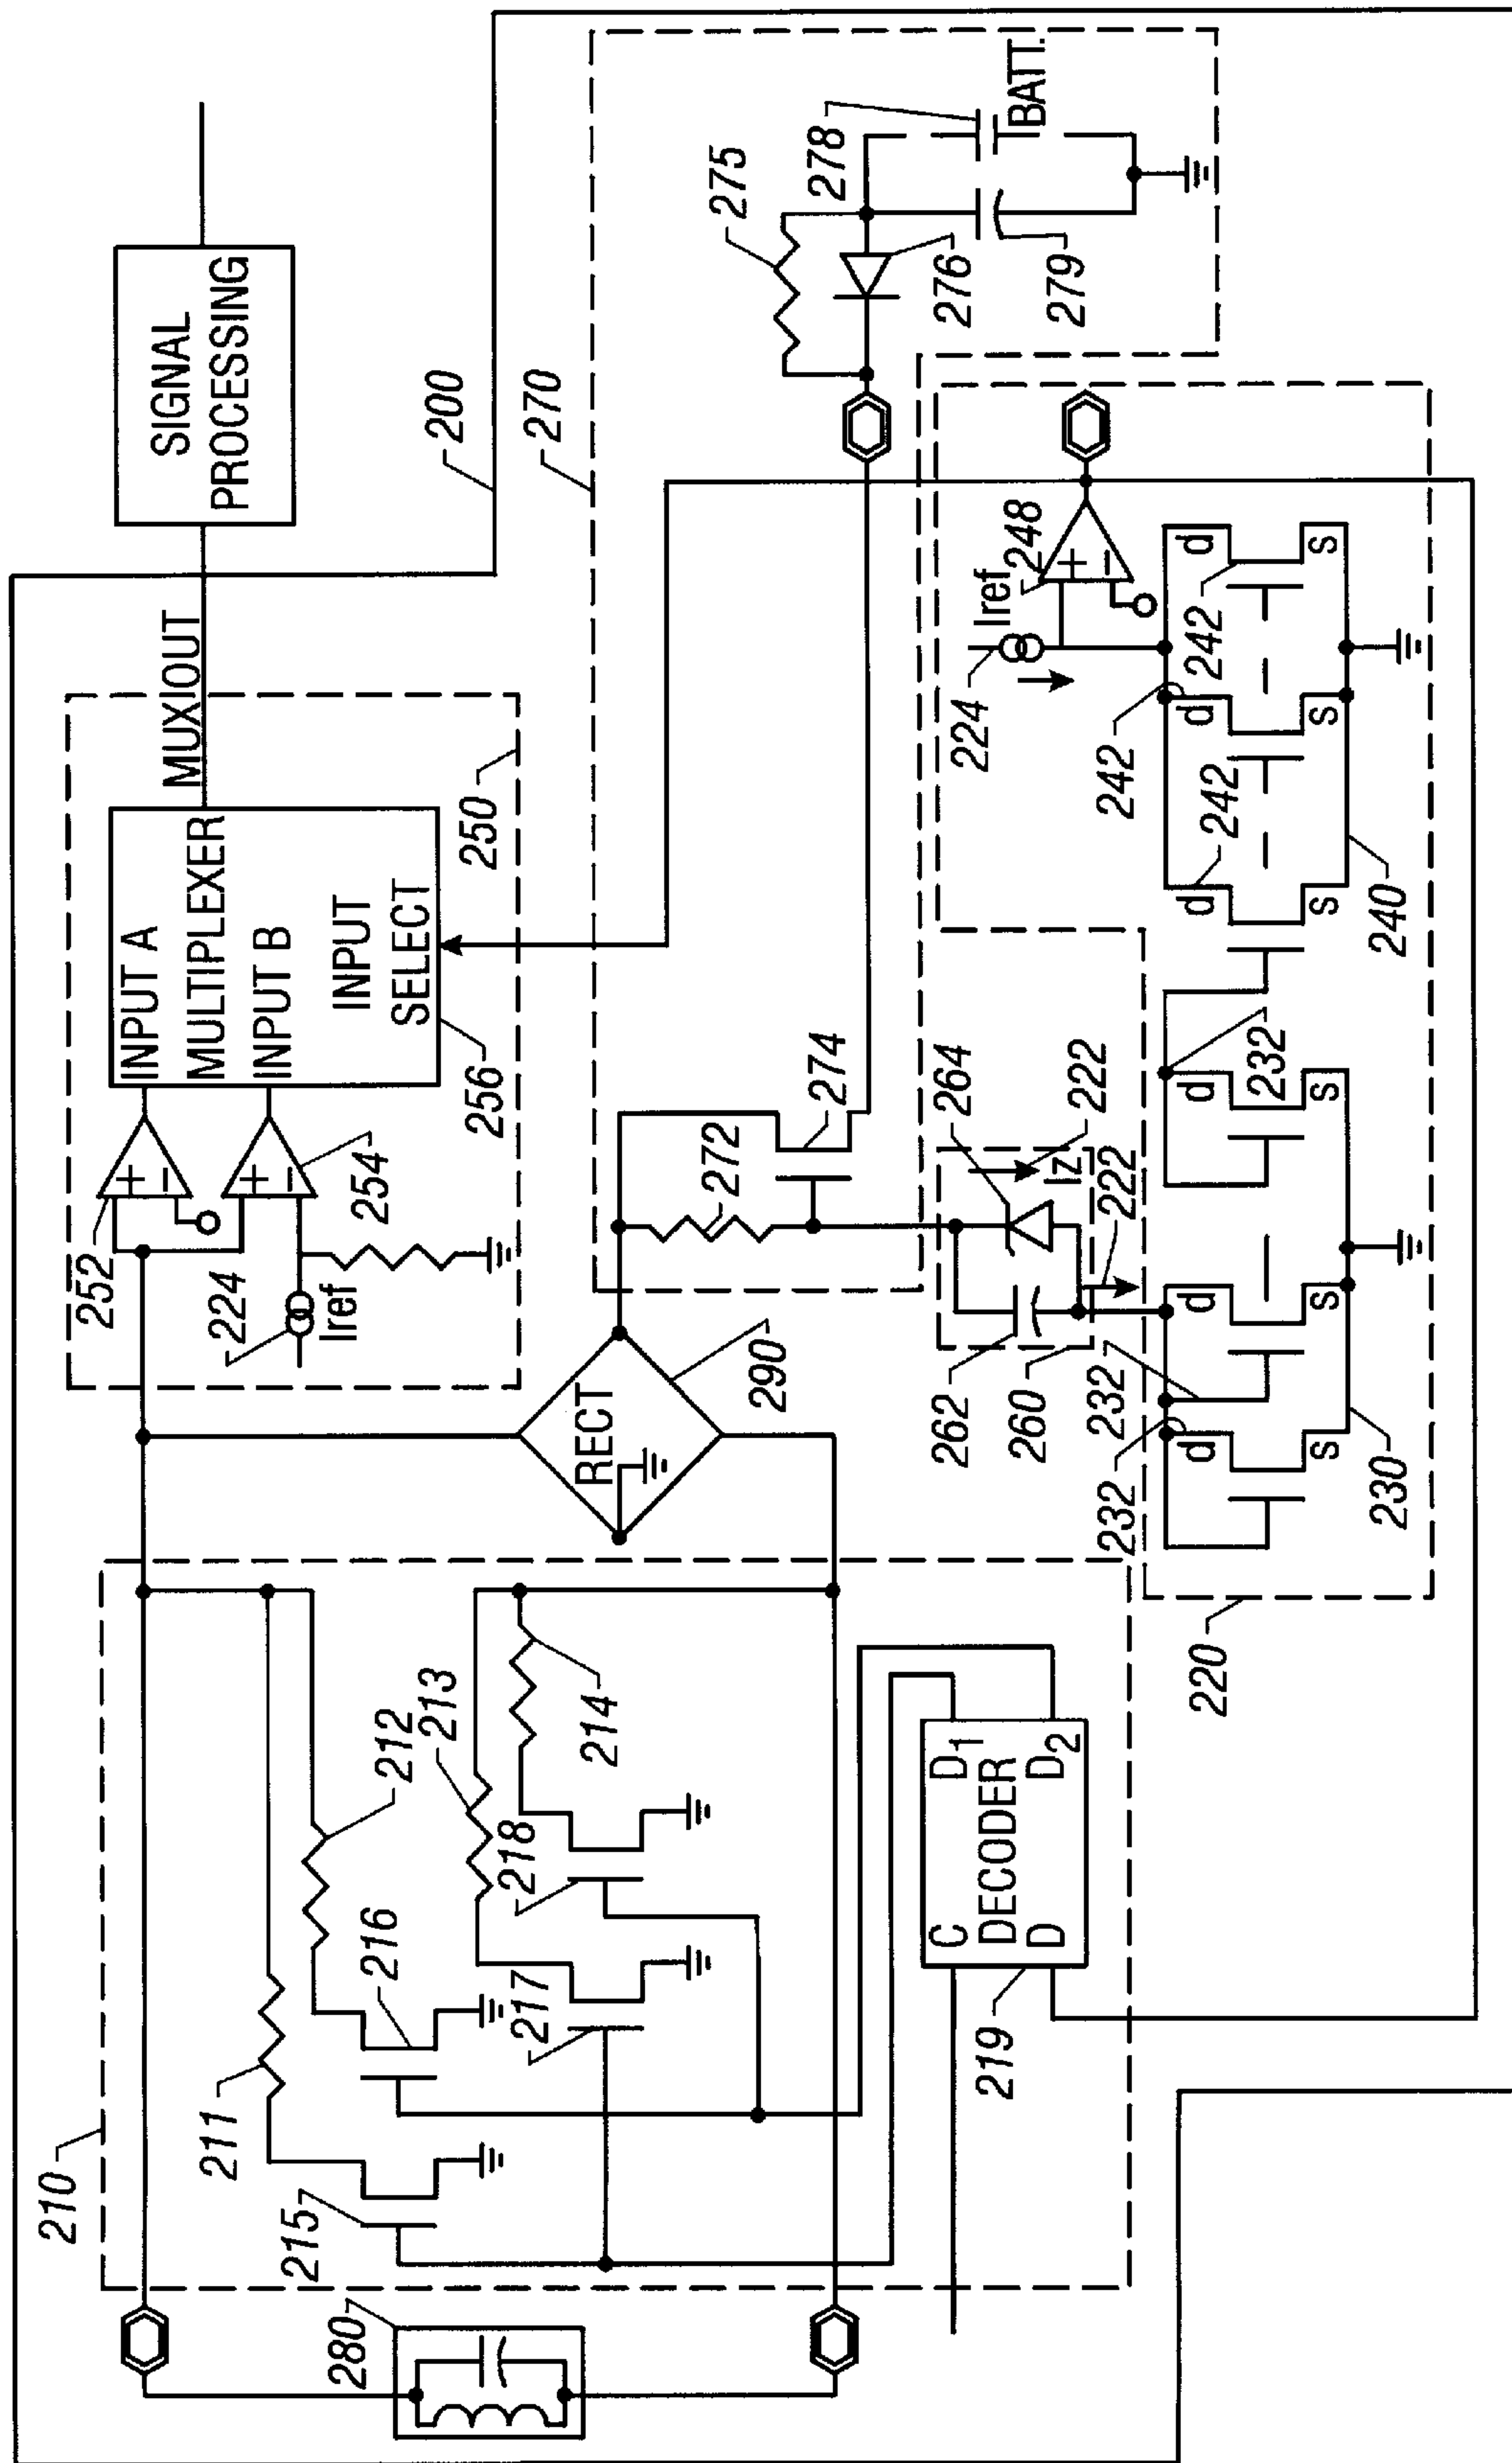 SIGNAL
PROCESSING
200
MUXIOUT
250
INPUT A
MULTIPLEXER
INPUT B
INPUT
SELECT
256
252
+
−
+
−
254
224
Iref
270
275
278
BATT.
276
279
274
272
RECT
290
210
211
212
213
214
215
216
217
218
C
DECODER
D
D1
D2
219
280
264
222
Iz
222
262
260
224
Iref
248
+
−
242
242
242
d
d
d
s
s
s
240
232
232
232
232
d
d
d
s
s
s
230
220